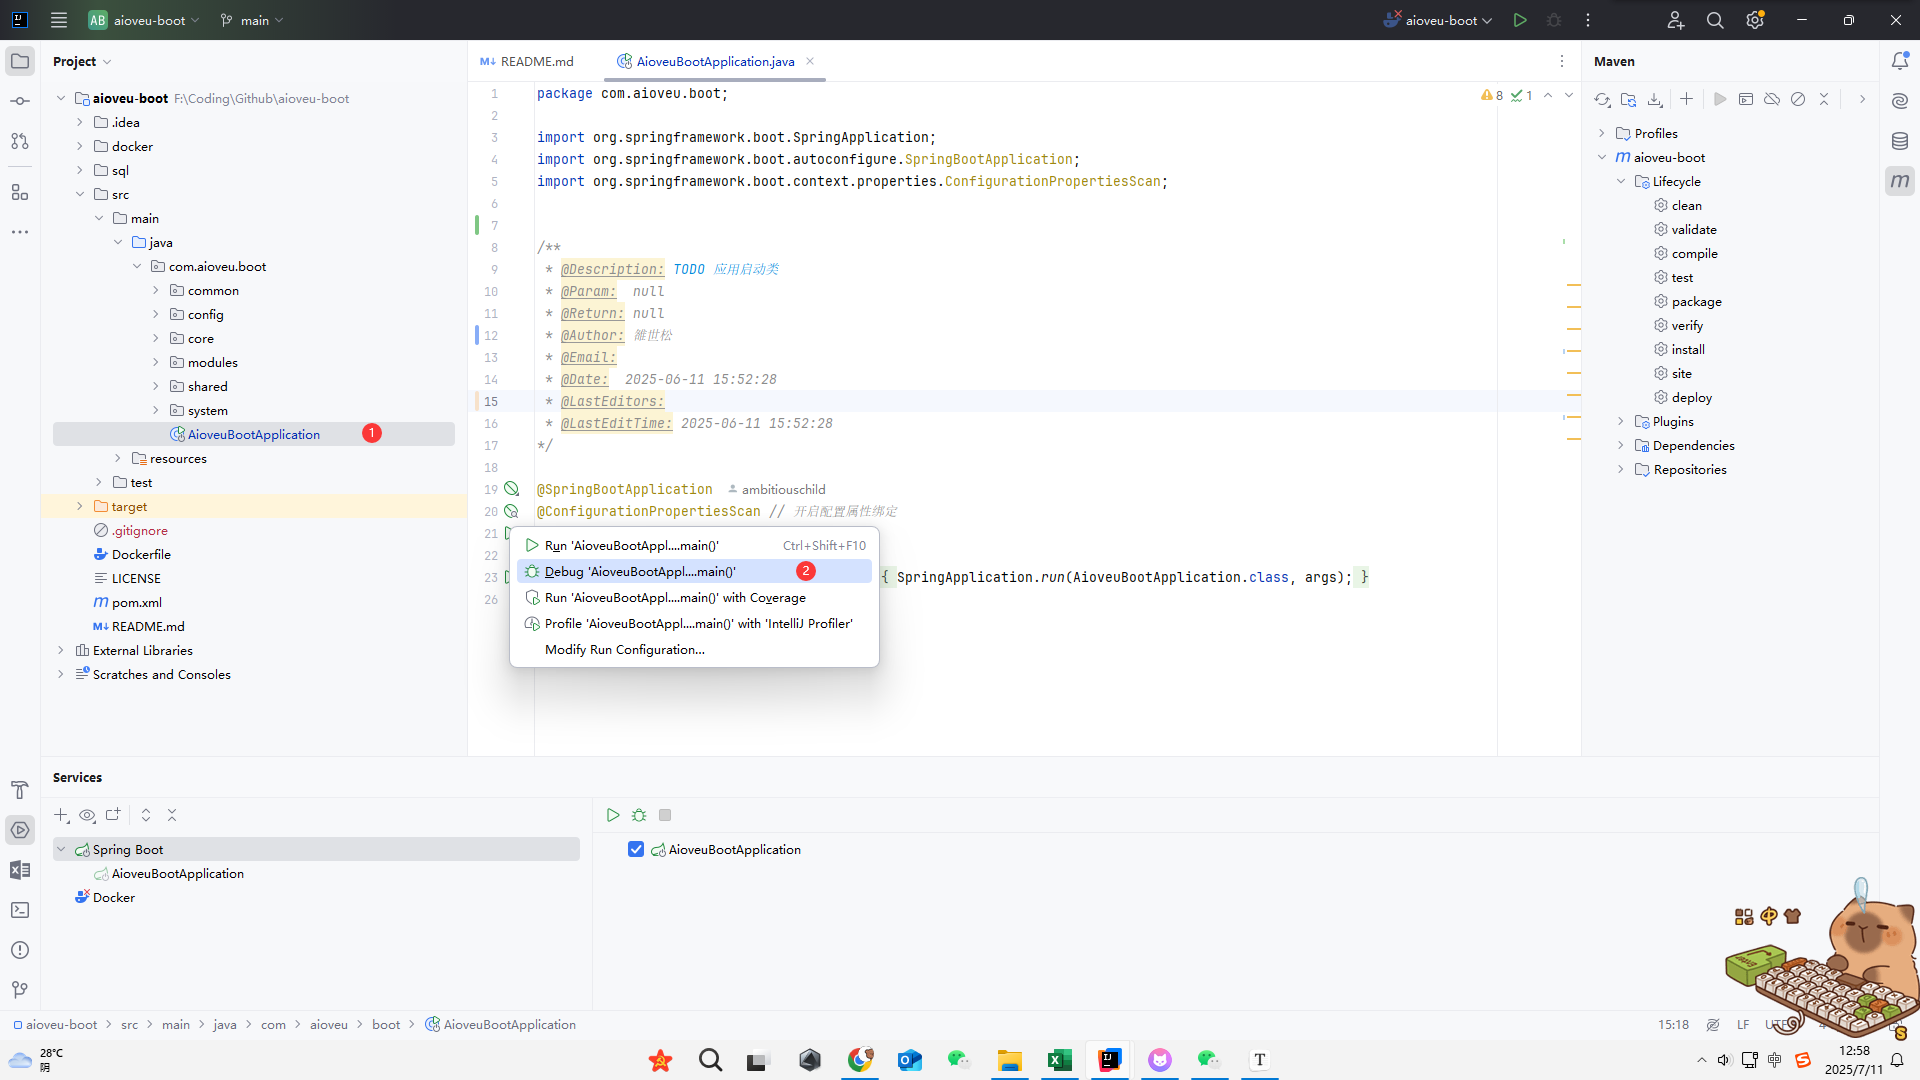 AB aioveu-boot main aioveu-boot
Project
aioveu-boot F:\Coding\Github\aioveu-boot
.idea
docker
sql
src
main
java
com.aioveu.boot
common
config
core
modules
shared
system
AioveuBootApplication 1
resources
test
target
.gitignore
Dockerfile
LICENSE
pom.xml
README.md
External Libraries
Scratches and Consoles
README.md AioveuBootApplication.java
8 1
1 package com.aioveu.boot;
2
3 import org.springframework.boot.SpringApplication;
4 import org.springframework.boot.autoconfigure.SpringBootApplication;
5 import org.springframework.boot.context.properties.ConfigurationPropertiesScan;
6
7
8 /**
9 * @Description: TODO 应用启动类
10 * @Param: null
11 * @Return: null
12 * @Author: 雒世松
13 * @Email:
14 * @Date: 2025-06-11 15:52:28
15 * @LastEditors:
16 * @LastEditTime: 2025-06-11 15:52:28
17 */
18
19 @SpringBootApplication ambitiouschild
20 @ConfigurationPropertiesScan // 开启配置属性绑定
21
22
23 { SpringApplication.run(AioveuBootApplication.class, args); }
26
Run 'AioveuBootAppl....main()' Ctrl+Shift+F10
Debug 'AioveuBootAppl....main()' 2
Run 'AioveuBootAppl....main()' with Coverage
Profile 'AioveuBootAppl....main()' with 'IntelliJ Profiler'
Modify Run Configuration...
Maven
Profiles
aioveu-boot
Lifecycle
clean
validate
compile
test
package
verify
install
site
deploy
Plugins
Dependencies
Repositories
Services
Spring Boot
AioveuBootApplication
Docker
AioveuBootApplication
aioveu-boot > src > main > java > com > aioveu > boot > AioveuBootApplication
15:18 LF
28°C
阴
中
12:58
2025/7/11